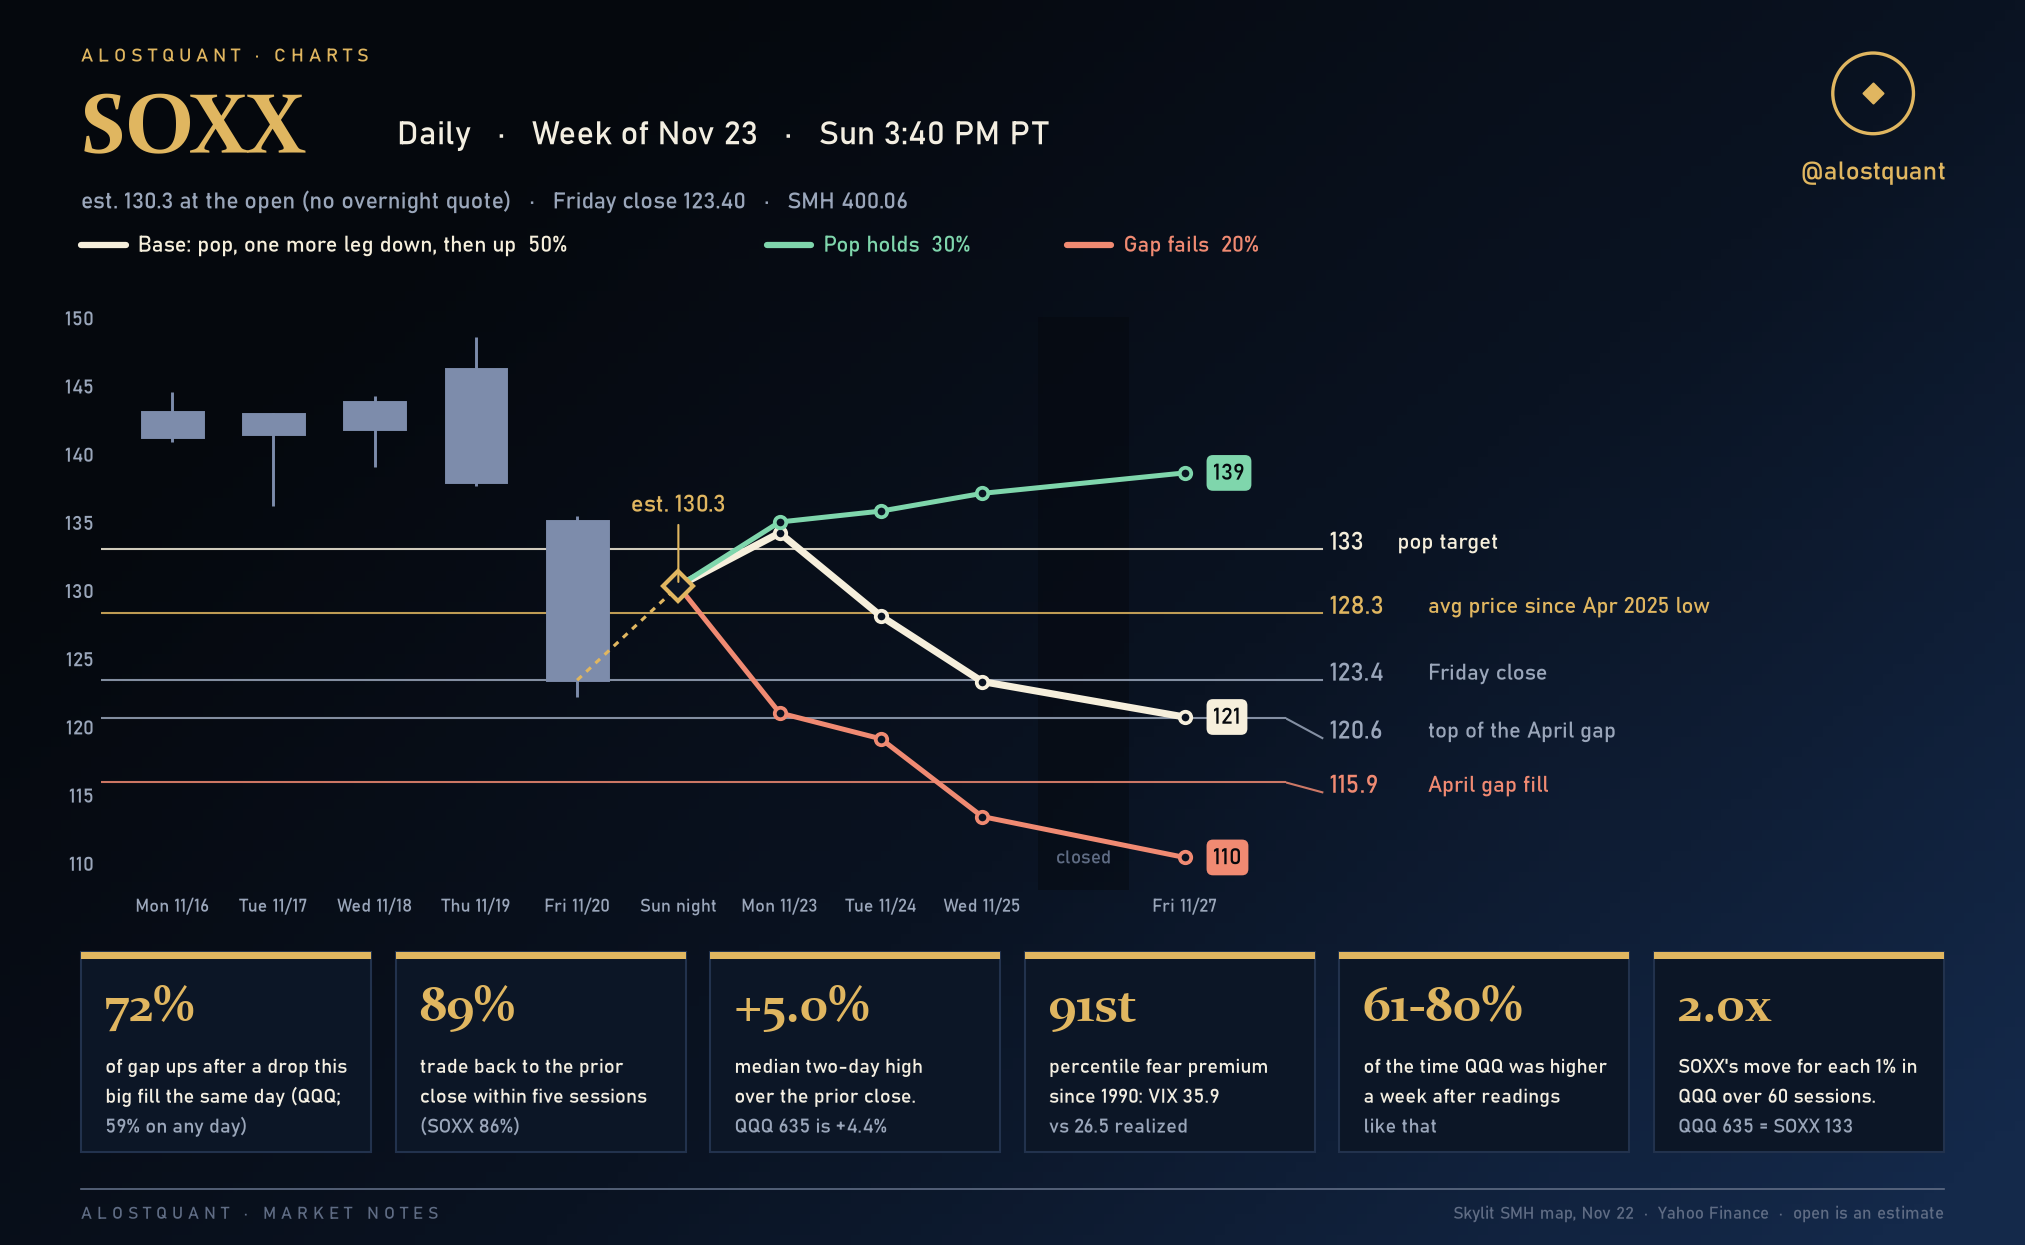 ALOSTQUANT · CHARTS
SOXX
Daily · Week of Nov 23 · Sun 3:40 PM PT
@alostquant
est. 130.3 at the open (no overnight quote) · Friday close 123.40 · SMH 400.06
Base: pop, one more leg down, then up 50%
Pop holds 30%
Gap fails 20%
150
145
140
135
130
125
120
115
110
est. 130.3
139
121
110
133 pop target
128.3 avg price since Apr 2025 low
123.4 Friday close
120.6 top of the April gap
115.9 April gap fill
closed
Mon 11/16
Tue 11/17
Wed 11/18
Thu 11/19
Fri 11/20
Sun night
Mon 11/23
Tue 11/24
Wed 11/25
Fri 11/27
72%
of gap ups after a drop this
big fill the same day (QQQ;
59% on any day)
89%
trade back to the prior
close within five sessions
(SOXX 86%)
+5.0%
median two-day high
over the prior close.
QQQ 635 is +4.4%
91st
percentile fear premium
since 1990: VIX 35.9
vs 26.5 realized
61-80%
of the time QQQ was higher
a week after readings
like that
2.0x
SOXX's move for each 1% in
QQQ over 60 sessions.
QQQ 635 = SOXX 133
ALOSTQUANT · MARKET NOTES
Skylit SMH map, Nov 22 · Yahoo Finance · open is an estimate